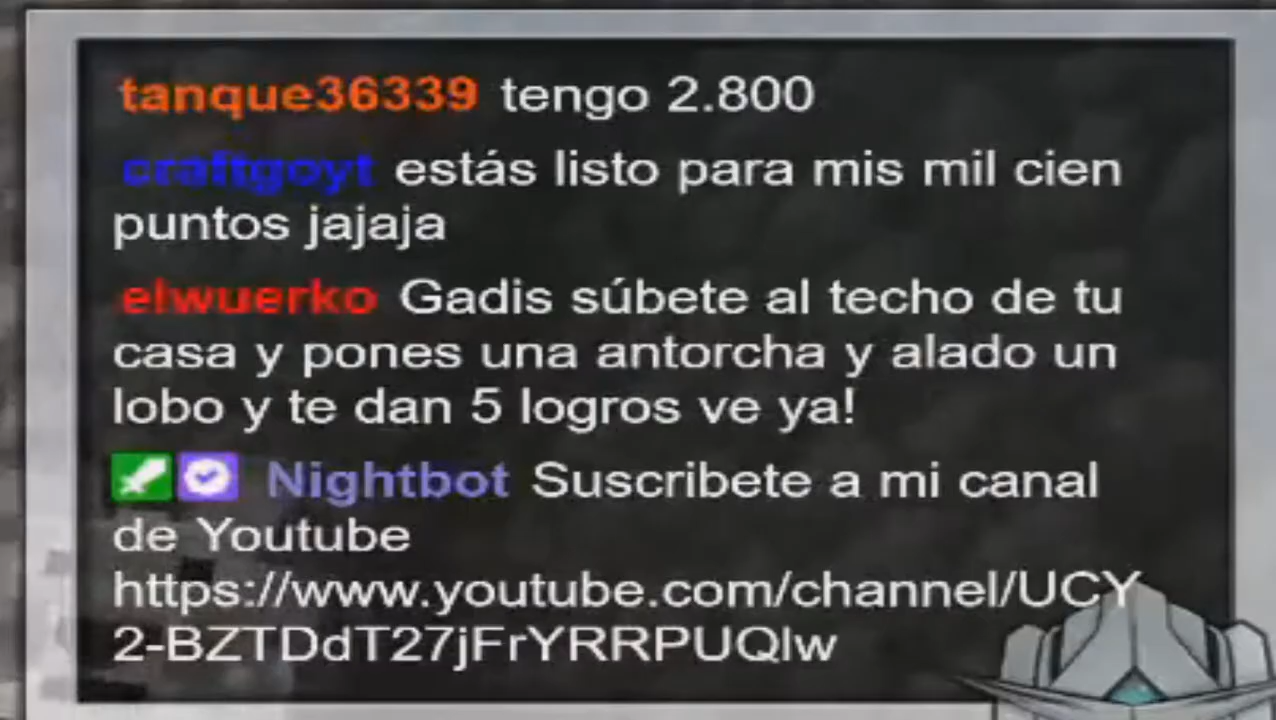 tanque36339 tengo 2.800
craftgoyt estás listo para mis mil cien
puntos jajaja
elwuerko Gadis súbete al techo de tu
casa y pones una antorcha y alado un
lobo y te dan 5 logros ve ya!
Nightbot Suscribete a mi canal
de Youtube
https://www.youtube.com/channel/UCY
2-BZTDdT27jFrYRRPUQlw